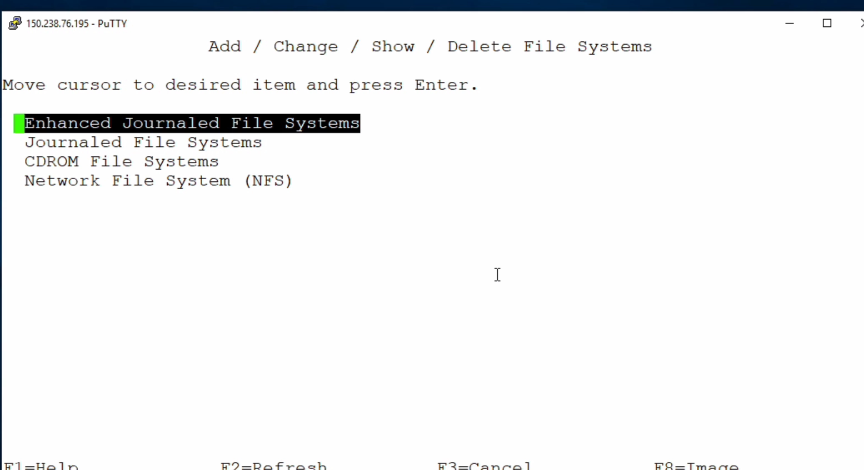 150.238.76.195 - PuTTY
Add / Change / Show / Delete File Systems
Move cursor to desired item and press Enter.
Enhanced Journaled File Systems
Journaled File Systems
CDROM File Systems
Network File System (NFS)
F1=Help F2=Refresh F3=Cancel F8=Image